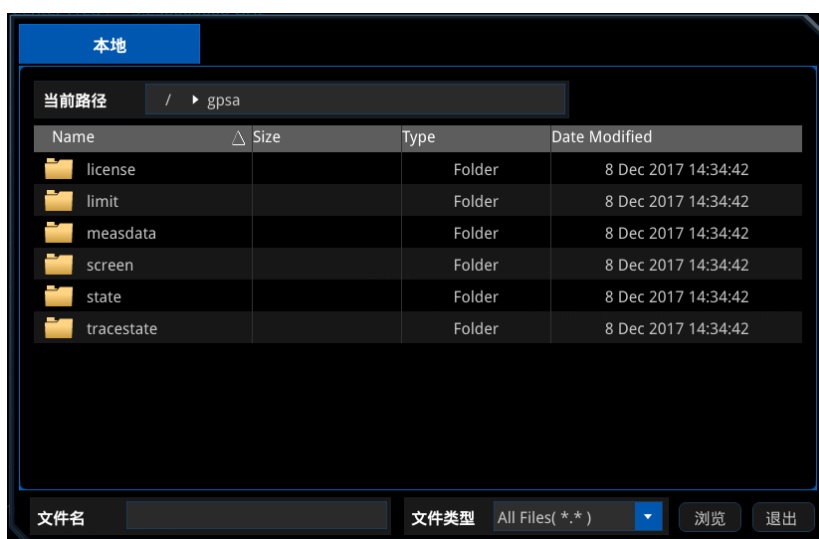 本地
当前路径 / gpsa
Name Size Type Date Modified
license Folder 8 Dec 2017 14:34:42
limit Folder 8 Dec 2017 14:34:42
measdata Folder 8 Dec 2017 14:34:42
screen Folder 8 Dec 2017 14:34:42
state Folder 8 Dec 2017 14:34:42
tracestate Folder 8 Dec 2017 14:34:42
文件名 文件类型 All Files( *.* ) 浏览 退出